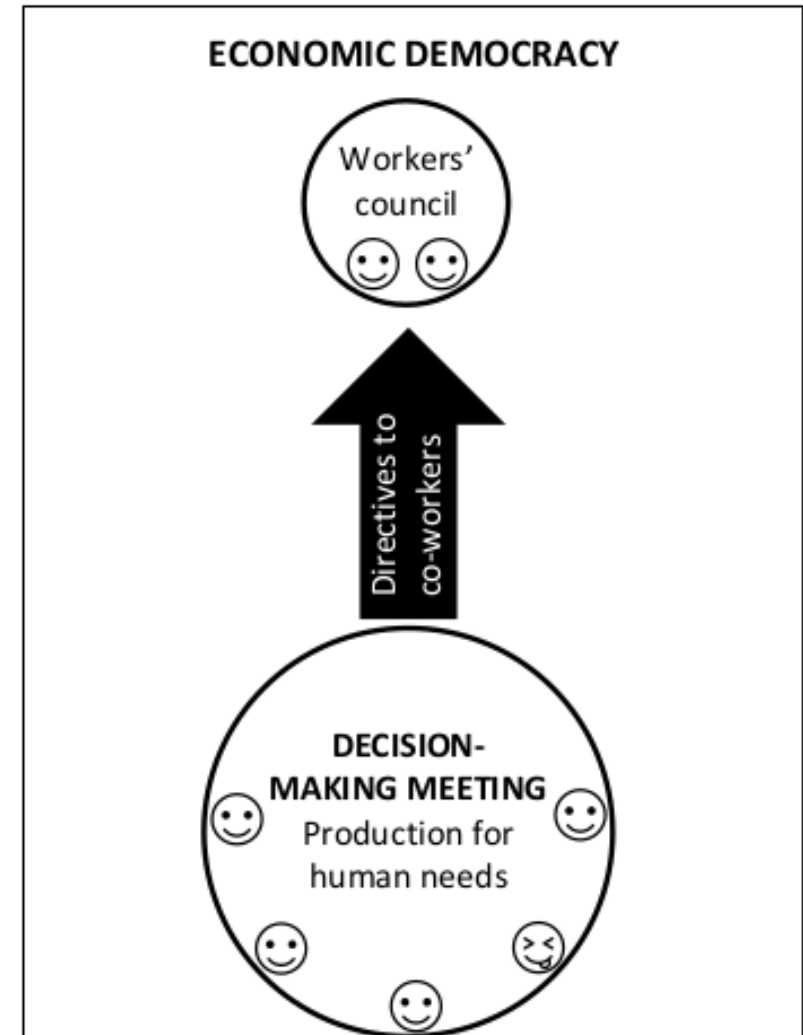 ECONOMIC DEMOCRACY
Workers’
council
Directives to
co-workers
DECISION-
MAKING MEETING
Production for
human needs